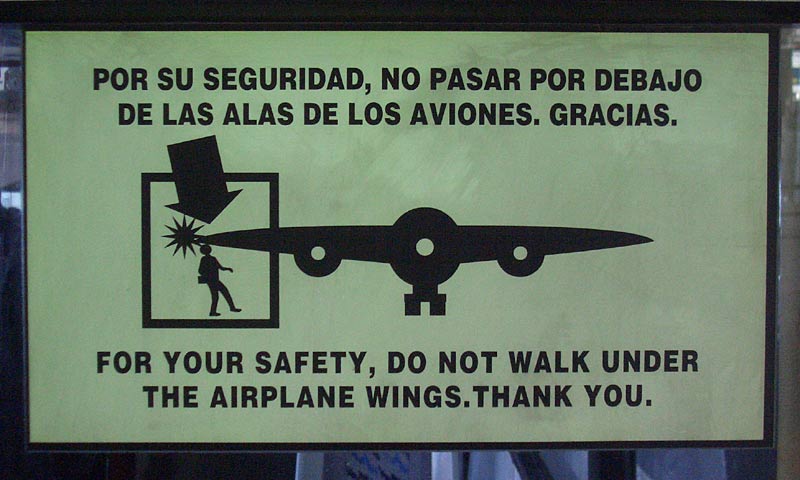 POR SU SEGURIDAD, NO PASAR POR DEBAJO
DE LAS ALAS DE LOS AVIONES. GRACIAS.
FOR YOUR SAFETY, DO NOT WALK UNDER
THE AIRPLANE WINGS.THANK YOU.